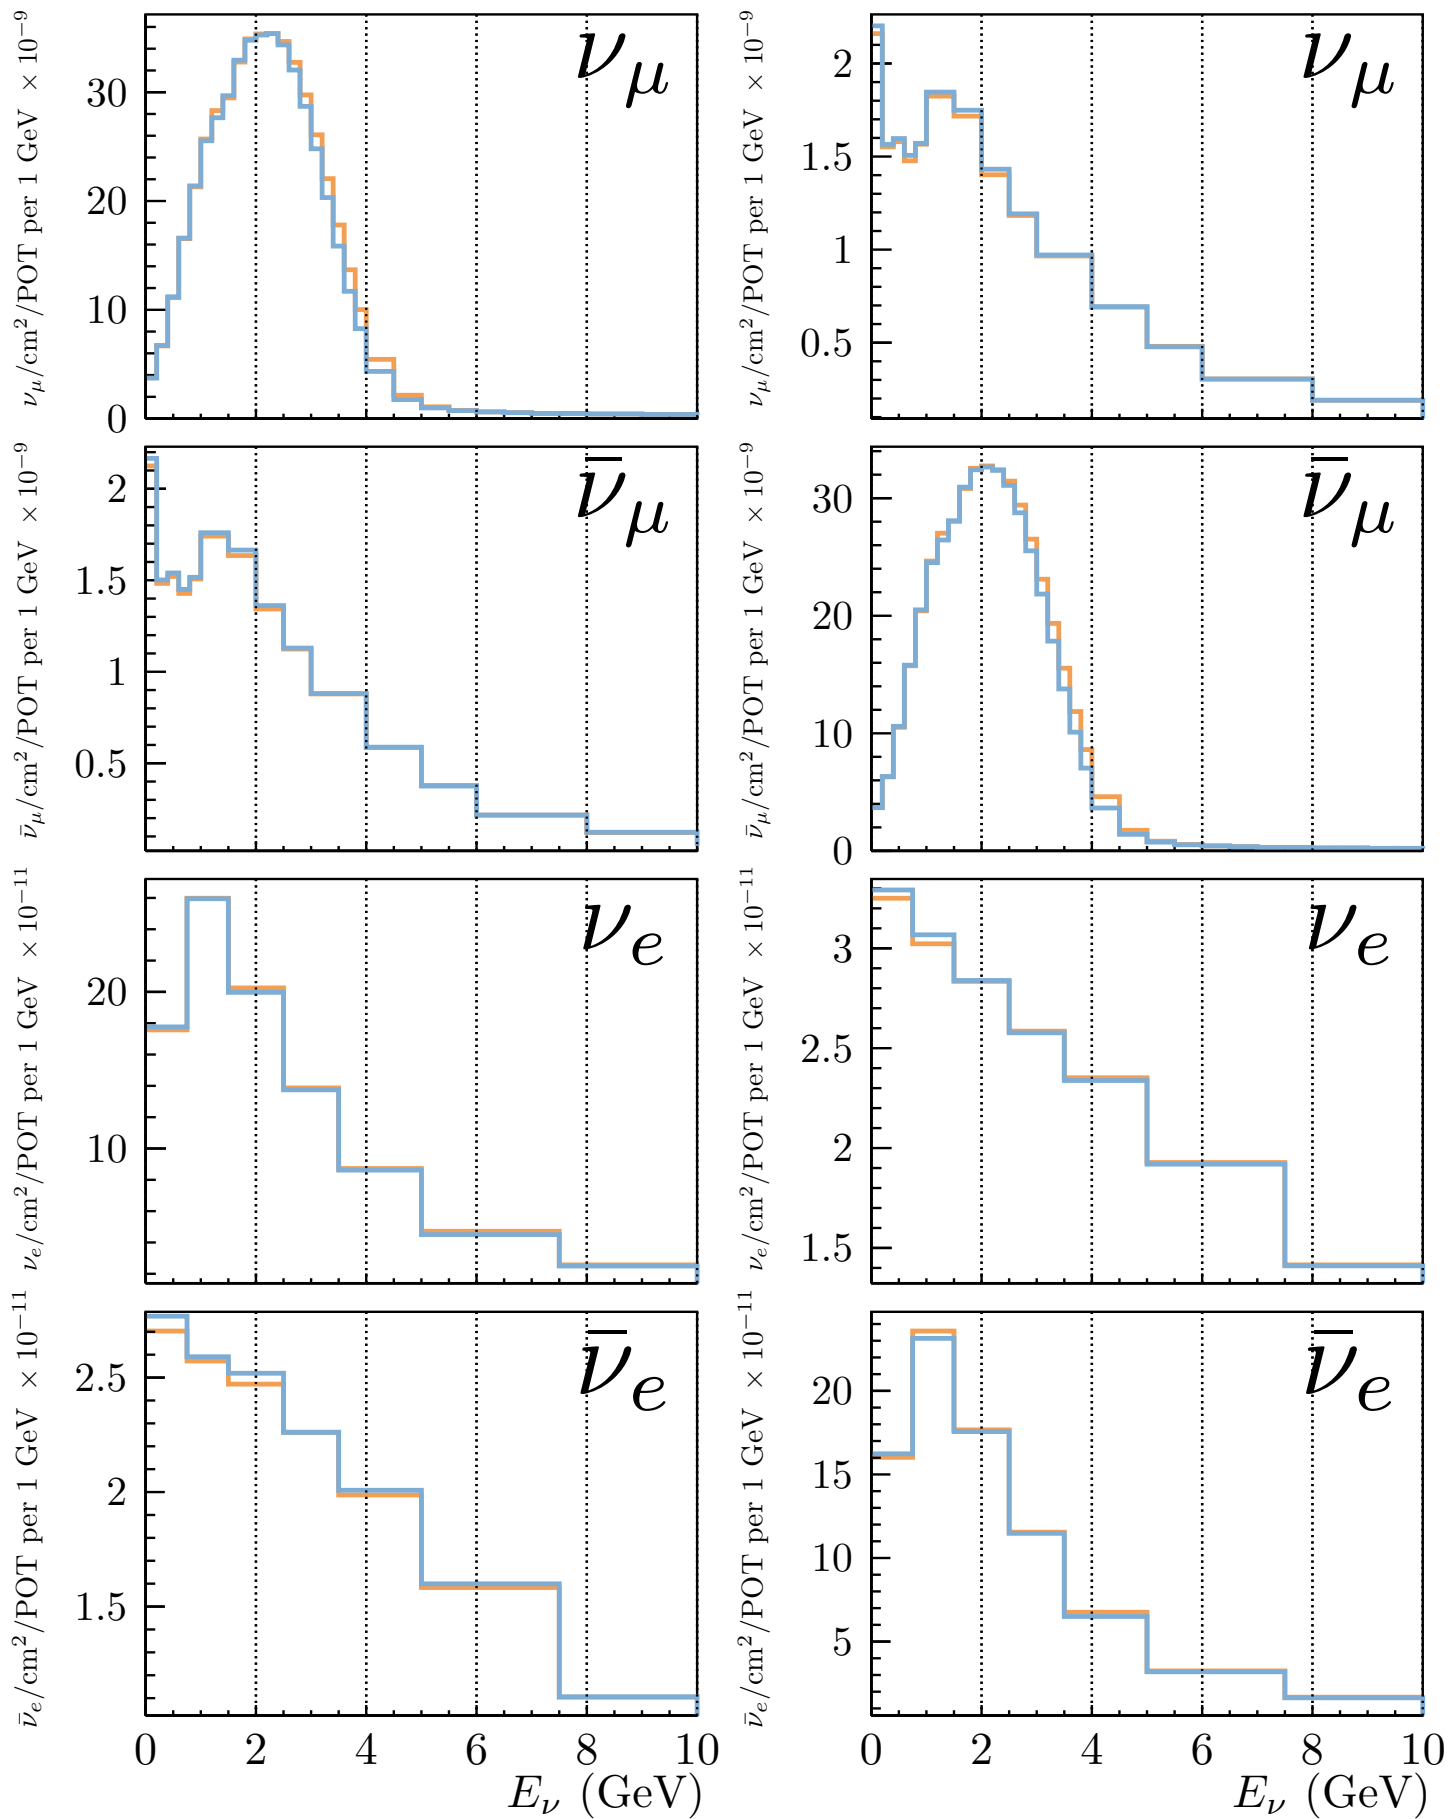 ν_μ/cm²/POT per 1 GeV ×10⁻⁹
30
20
10
0
ν_μ
ν_μ/cm²/POT per 1 GeV ×10⁻⁹
2
1.5
1
0.5
ν_μ
ν̄_μ/cm²/POT per 1 GeV ×10⁻⁹
2
1.5
1
0.5
ν̄_μ
ν̄_μ/cm²/POT per 1 GeV ×10⁻⁹
30
20
10
0
ν̄_μ
ν_e/cm²/POT per 1 GeV ×10⁻¹¹
20
10
ν_e
ν_e/cm²/POT per 1 GeV ×10⁻¹¹
3
2.5
2
1.5
ν_e
ν̄_e/cm²/POT per 1 GeV ×10⁻¹¹
2.5
2
1.5
ν̄_e
0 2 4 6 8 10
E_ν (GeV)
ν̄_e/cm²/POT per 1 GeV ×10⁻¹¹
20
15
10
5
ν̄_e
0 2 4 6 8 10
E_ν (GeV)